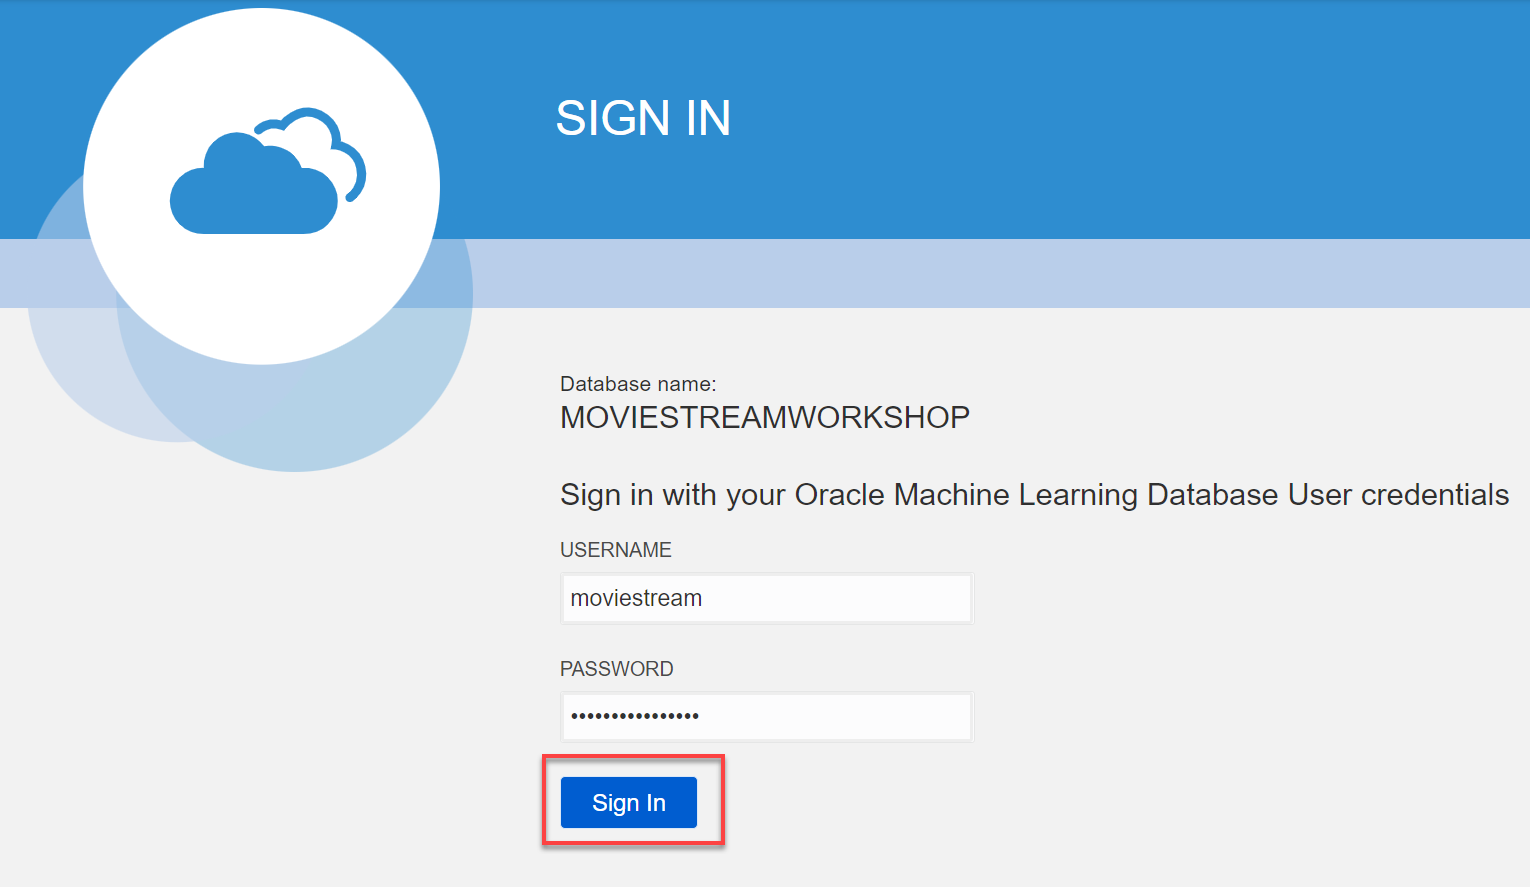 SIGN IN
Database name:
MOVIESTREAMWORKSHOP
Sign in with your Oracle Machine Learning Database User credentials
USERNAME
moviestream
PASSWORD
••••••••••••••••
Sign In